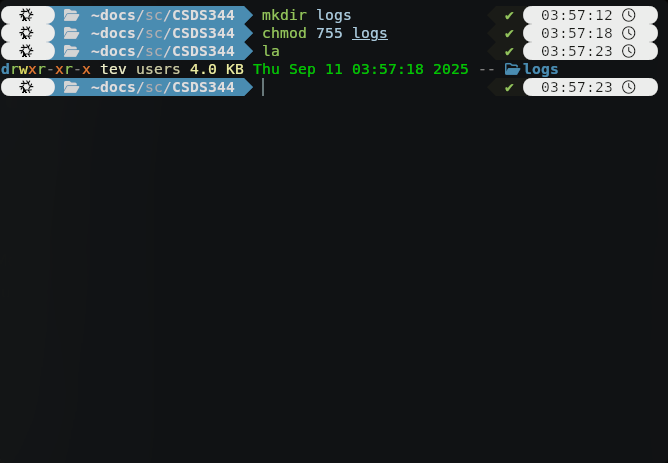 ~docs/sc/CSDS344 mkdir logs ✔ 03:57:12
~docs/sc/CSDS344 chmod 755 logs ✔ 03:57:18
~docs/sc/CSDS344 la ✔ 03:57:23
drwxr-xr-x tev users 4.0 KB Thu Sep 11 03:57:18 2025 -- logs
~docs/sc/CSDS344 ✔ 03:57:23